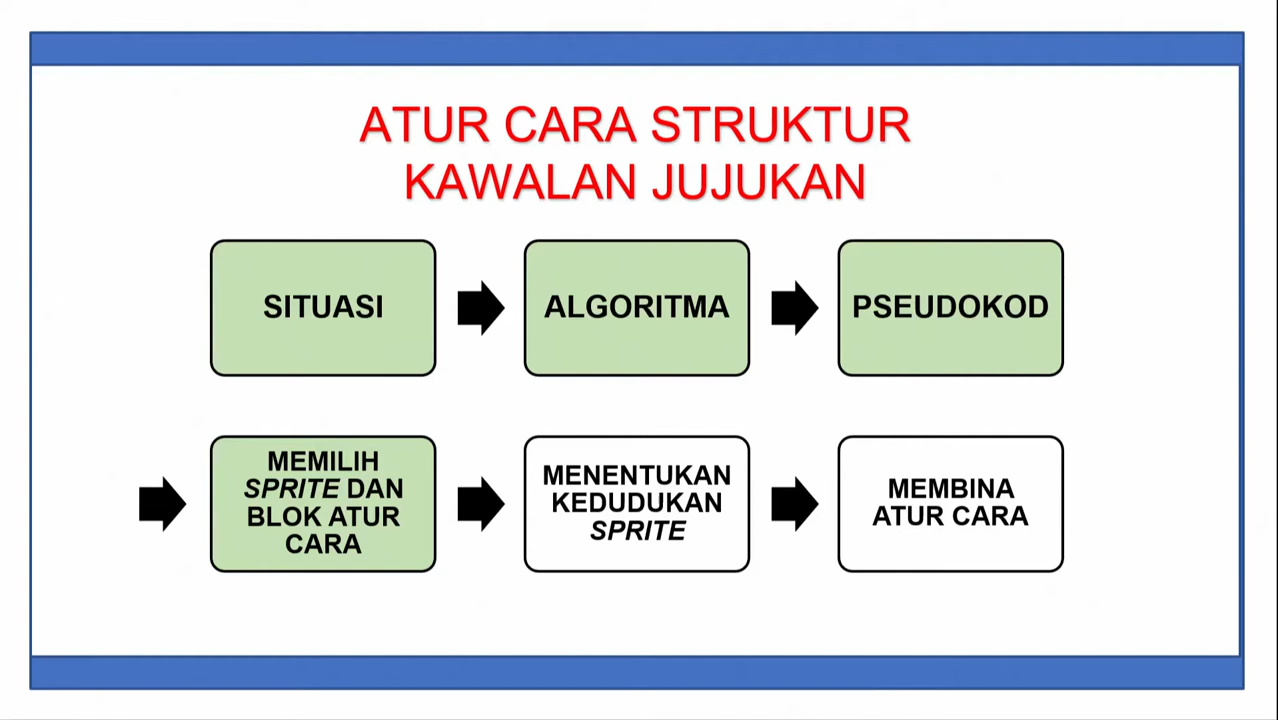 ATUR CARA STRUKTUR
KAWALAN JUJUKAN
SITUASI
ALGORITMA
PSEUDOKOD
MEMILIH
SPRITE DAN
BLOK ATUR
CARA
MENENTUKAN
KEDUDUKAN
SPRITE
MEMBINA
ATUR CARA